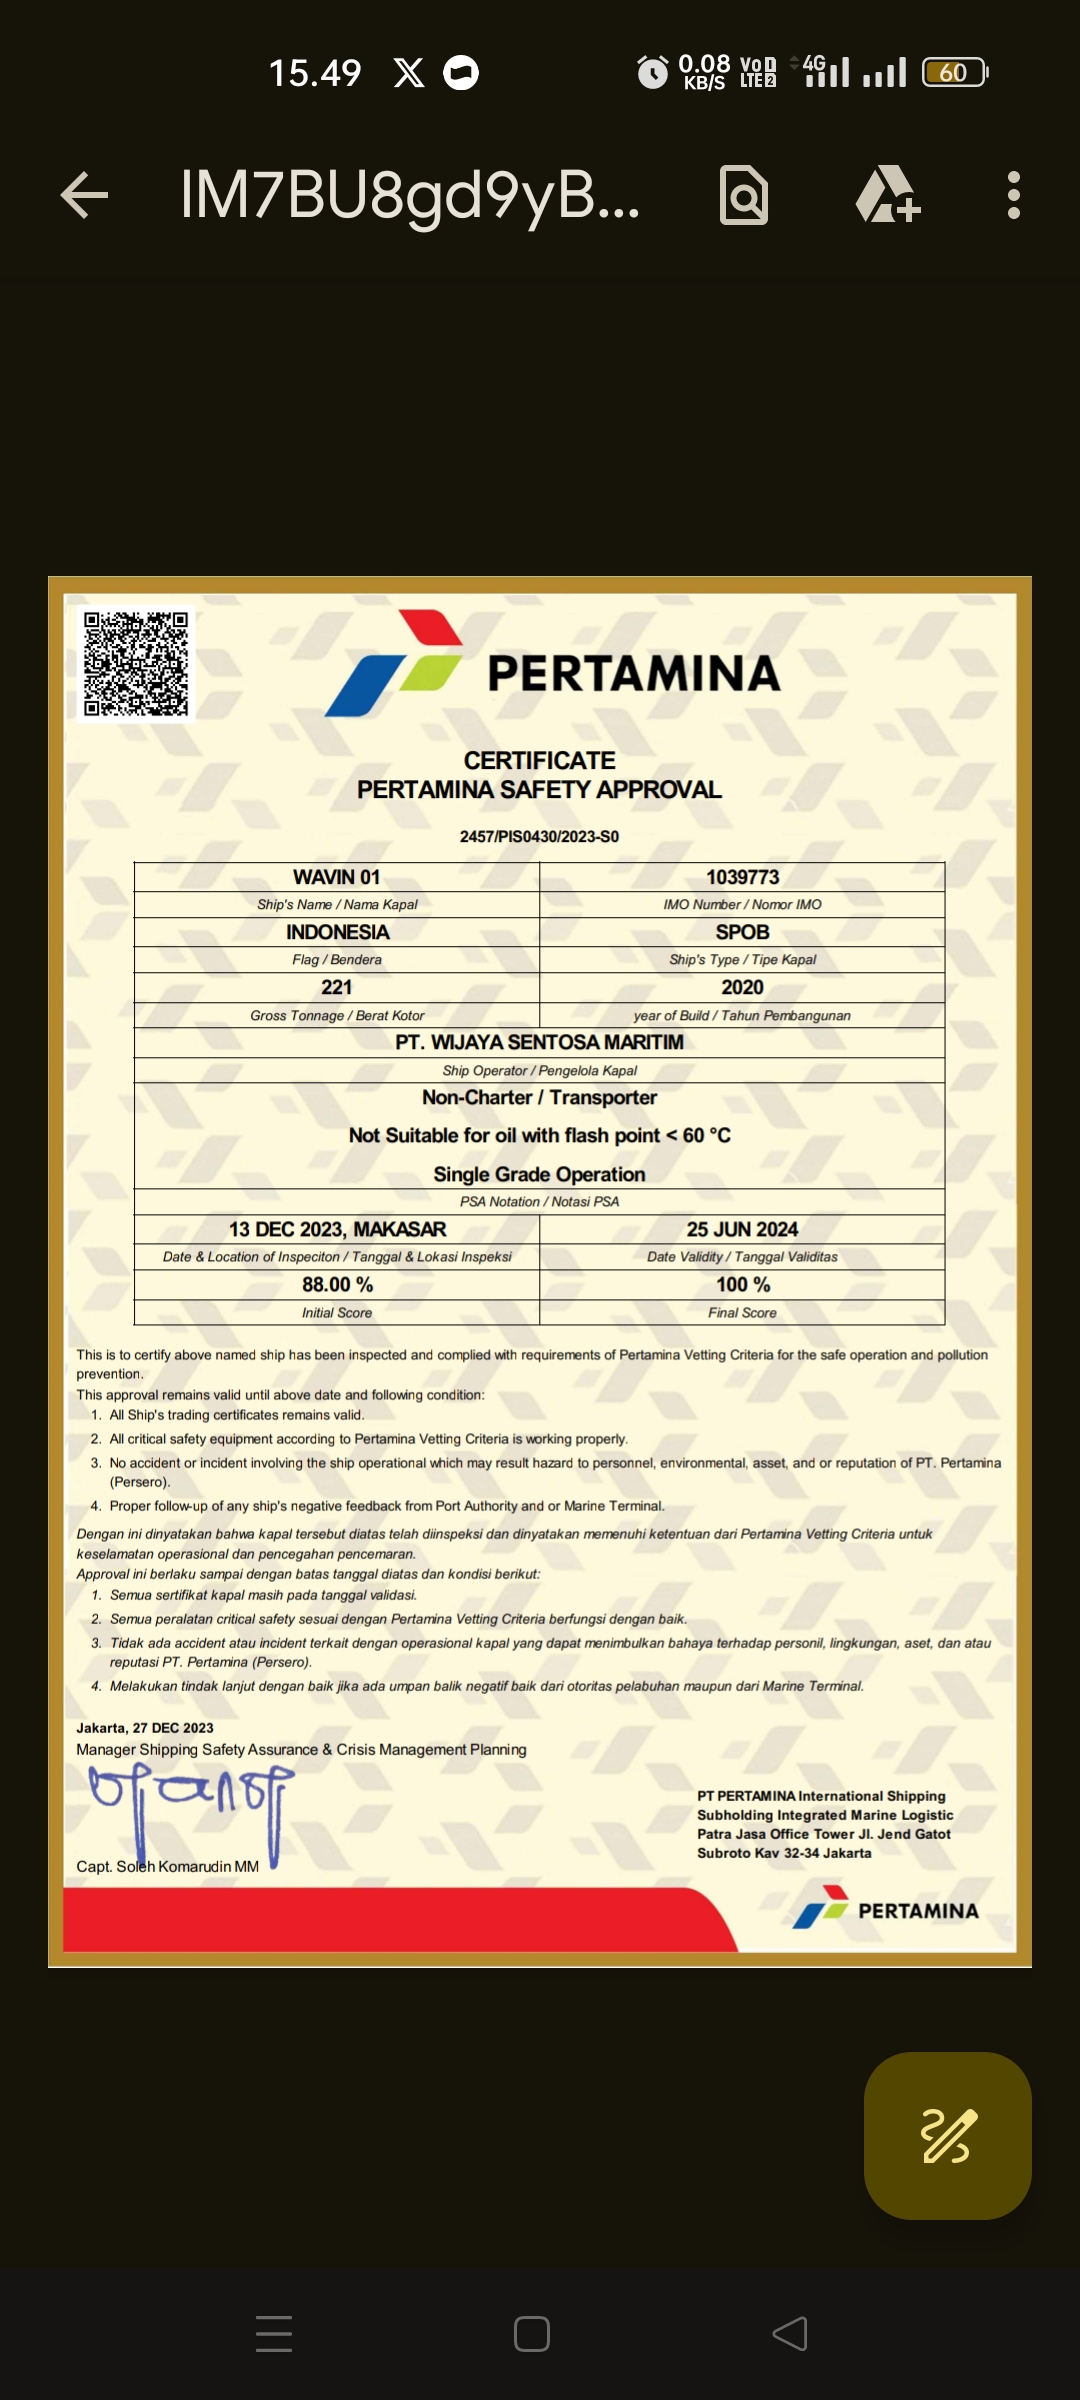 15.49
0.08
KB/S
VoD
LTE2
4G
60
IM7BU8gd9yB...
PERTAMINA
CERTIFICATE
PERTAMINA SAFETY APPROVAL
2457/PIS0430/2023-S0
WAVIN 01 1039773
Ship's Name / Nama Kapal IMO Number / Nomor IMO
INDONESIA SPOB
Flag / Bendera Ship's Type / Tipe Kapal
221 2020
Gross Tonnage / Berat Kotor year of Build / Tahun Pembangunan
PT. WIJAYA SENTOSA MARITIM
Ship Operator / Pengelola Kapal
Non-Charter / Transporter
Not Suitable for oil with flash point < 60 °C
Single Grade Operation
PSA Notation / Notasi PSA
13 DEC 2023, MAKASAR 25 JUN 2024
Date & Location of Inspeciton / Tanggal & Lokasi Inspeksi Date Validity / Tanggal Validitas
88.00 % 100 %
Initial Score Final Score
This is to certify above named ship has been inspected and complied with requirements of Pertamina Vetting Criteria for the safe operation and pollution
prevention.
This approval remains valid until above date and following condition:
1. All Ship's trading certificates remains valid.
2. All critical safety equipment according to Pertamina Vetting Criteria is working properly.
3. No accident or incident involving the ship operational which may result hazard to personnel, environmental, asset, and or reputation of PT. Pertamina
(Persero).
4. Proper follow-up of any ship's negative feedback from Port Authority and or Marine Terminal.
Dengan ini dinyatakan bahwa kapal tersebut diatas telah diinspeksi dan dinyatakan memenuhi ketentuan dari Pertamina Vetting Criteria untuk
keselamatan operasional dan pencegahan pencemaran.
Approval ini berlaku sampai dengan batas tanggal diatas dan kondisi berikut:
1. Semua sertifikat kapal masih pada tanggal validasi.
2. Semua peralatan critical safety sesuai dengan Pertamina Vetting Criteria berfungsi dengan baik.
3. Tidak ada accident atau incident terkait dengan operasional kapal yang dapat menimbulkan bahaya terhadap personil, lingkungan, aset, dan atau
reputasi PT. Pertamina (Persero).
4. Melakukan tindak lanjut dengan baik jika ada umpan balik negatif baik dari otoritas pelabuhan maupun dari Marine Terminal.
Jakarta, 27 DEC 2023
Manager Shipping Safety Assurance & Crisis Management Planning
Capt. Soleh Komarudin MM
PT PERTAMINA International Shipping
Subholding Integrated Marine Logistic
Patra Jasa Office Tower Jl. Jend Gatot
Subroto Kav 32-34 Jakarta
PERTAMINA